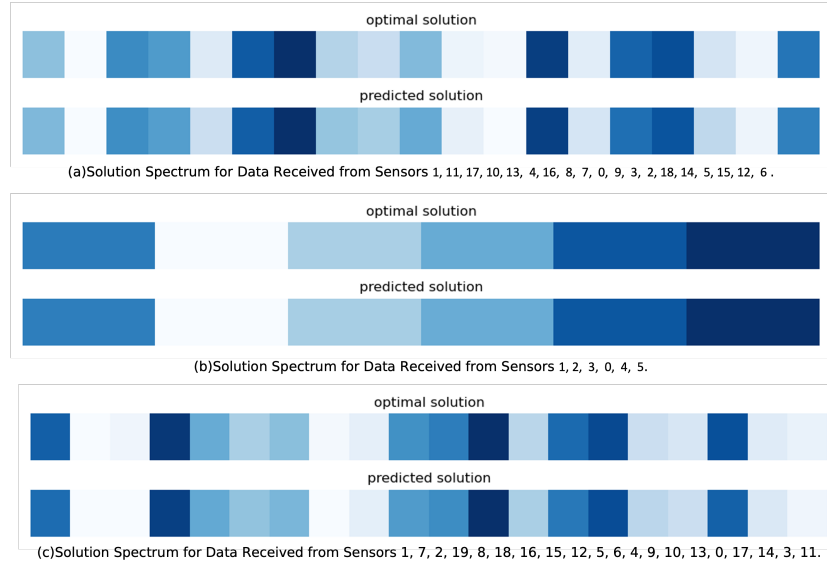 optimal solution
predicted solution
(a)Solution Spectrum for Data Received from Sensors 1, 11, 17, 10, 13, 4, 16, 8, 7, 0, 9, 3, 2, 18, 14, 5, 15, 12, 6 .
optimal solution
predicted solution
(b)Solution Spectrum for Data Received from Sensors 1, 2, 3, 0, 4, 5.
optimal solution
predicted solution
(c)Solution Spectrum for Data Received from Sensors 1, 7, 2, 19, 8, 18, 16, 15, 12, 5, 6, 4, 9, 10, 13, 0, 17, 14, 3, 11.